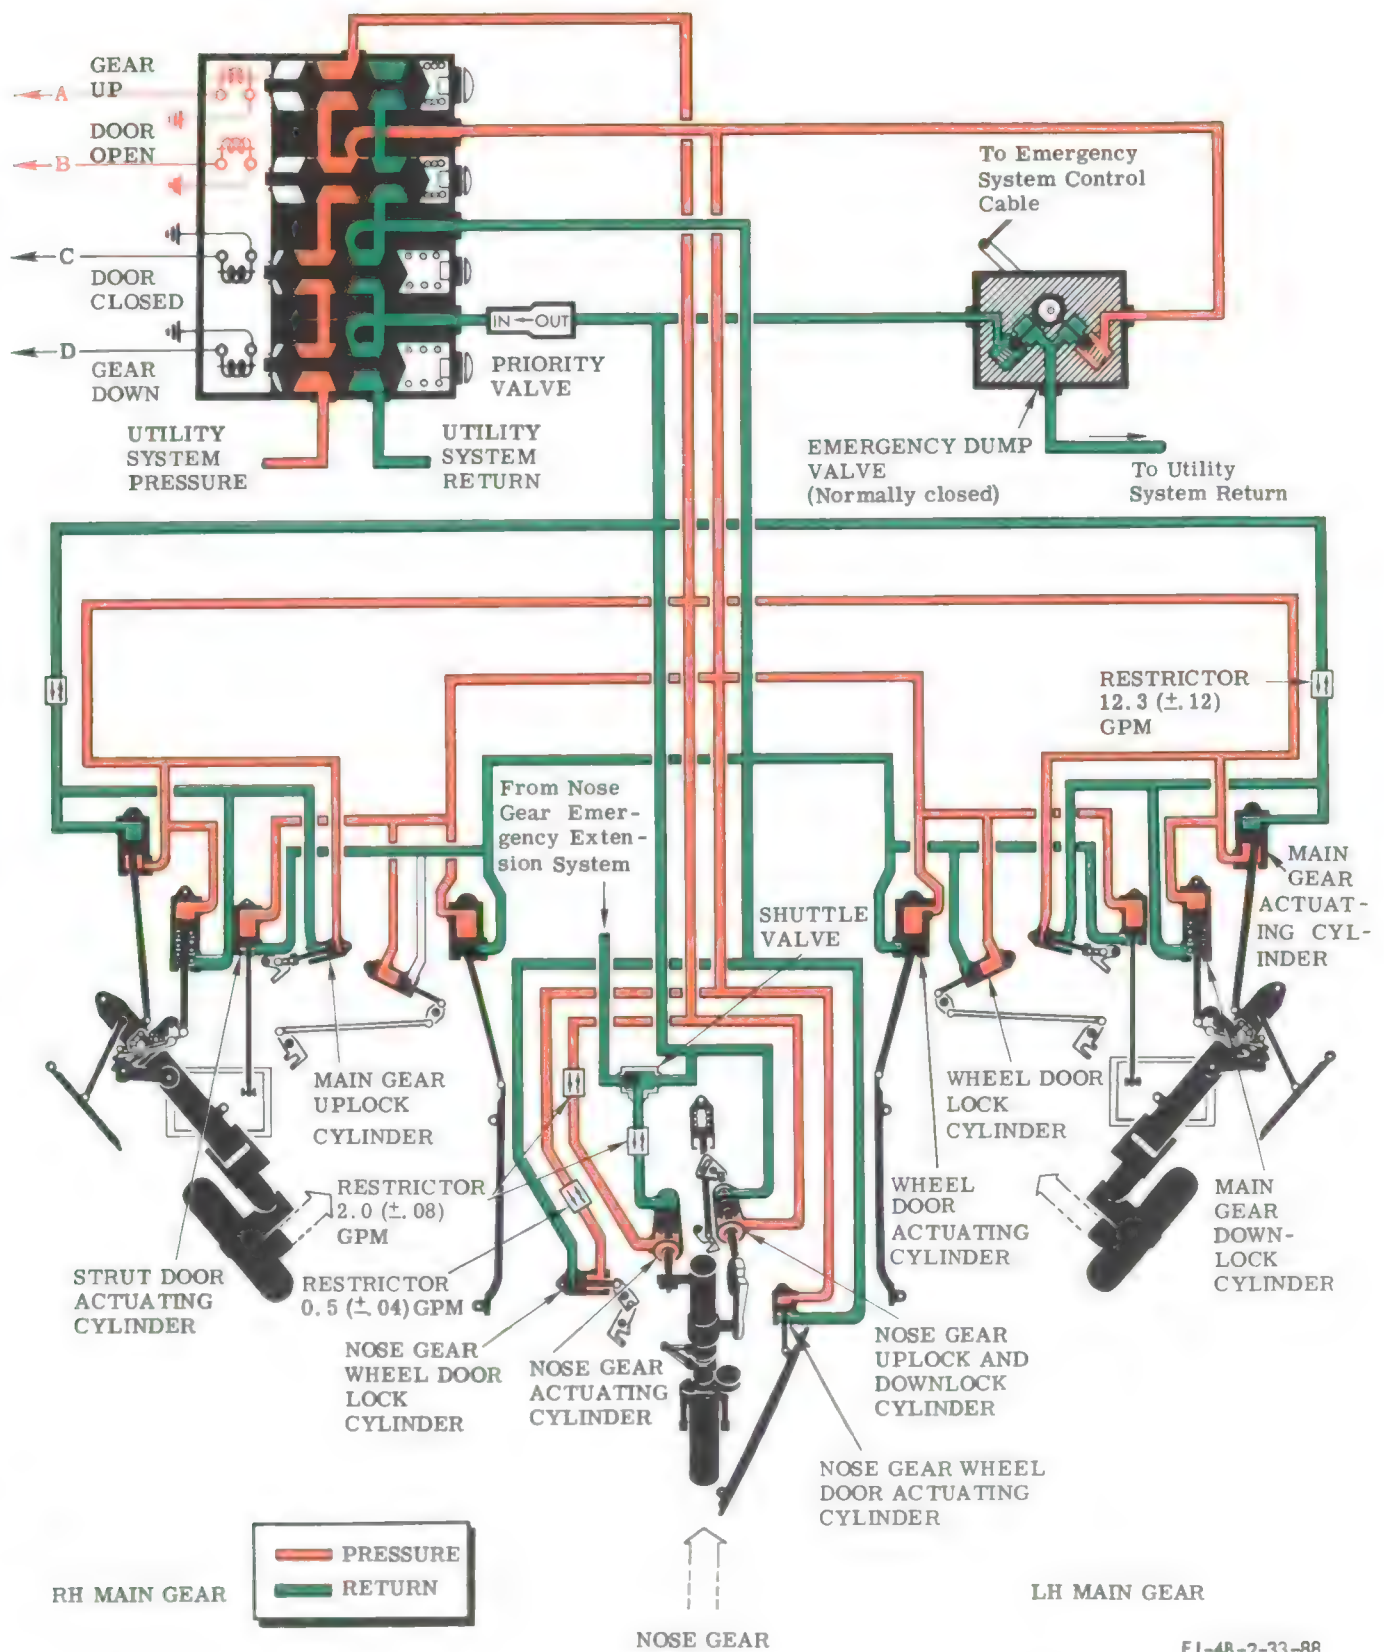 GEAR
UP
A
DOOR
OPEN
B
C
DOOR
CLOSED
D
GEAR
DOWN
UTILITY
SYSTEM
PRESSURE
UTILITY
SYSTEM
RETURN
IN ← OUT
PRIORITY
VALVE
To Emergency
System Control
Cable
EMERGENCY DUMP
VALVE
(Normally closed)
To Utility
System Return
RESTRICTOR
12.3 (±.12)
GPM
From Nose
Gear Emer-
gency Exten-
sion System
SHUTTLE
VALVE
MAIN
GEAR
ACTUAT-
ING CYL-
INDER
MAIN GEAR
UPLOCK
CYLINDER
WHEEL DOOR
LOCK
CYLINDER
RESTRICTOR
2.0 (±.08)
GPM
WHEEL
DOOR
ACTUATING
CYLINDER
MAIN
GEAR
DOWN-
LOCK
CYLINDER
STRUT DOOR
ACTUATING
CYLINDER
RESTRICTOR
0.5 (±.04) GPM
NOSE GEAR
WHEEL DOOR
LOCK
CYLINDER
NOSE GEAR
ACTUATING
CYLINDER
NOSE GEAR
UPLOCK AND
DOWNLOCK
CYLINDER
NOSE GEAR WHEEL
DOOR ACTUATING
CYLINDER
PRESSURE
RETURN
RH MAIN GEAR
LH MAIN GEAR
NOSE GEAR
FJ-4B-2-33-88